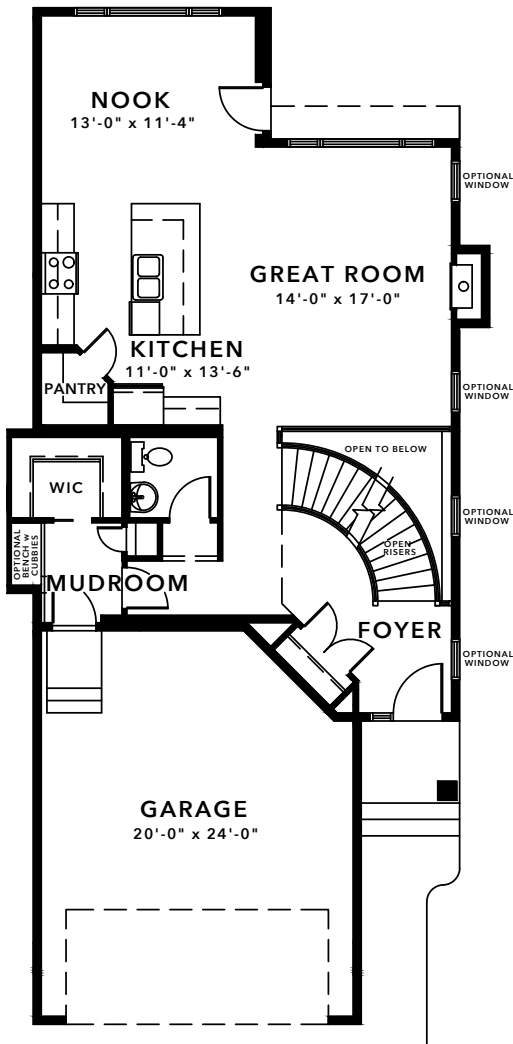 NOOK
13'-0" x 11'-4"
OPTIONAL
WINDOW
GREAT ROOM
14'-0" x 17'-0"
KITCHEN
11'-0" x 13'-6"
PANTRY
OPTIONAL
WINDOW
OPEN TO BELOW
WIC
OPTIONAL
WINDOW
OPEN
RISERS
OPTIONAL
BENCH w
CUBBIES
MUDROOM
FOYER
OPTIONAL
WINDOW
GARAGE
20'-0" x 24'-0"